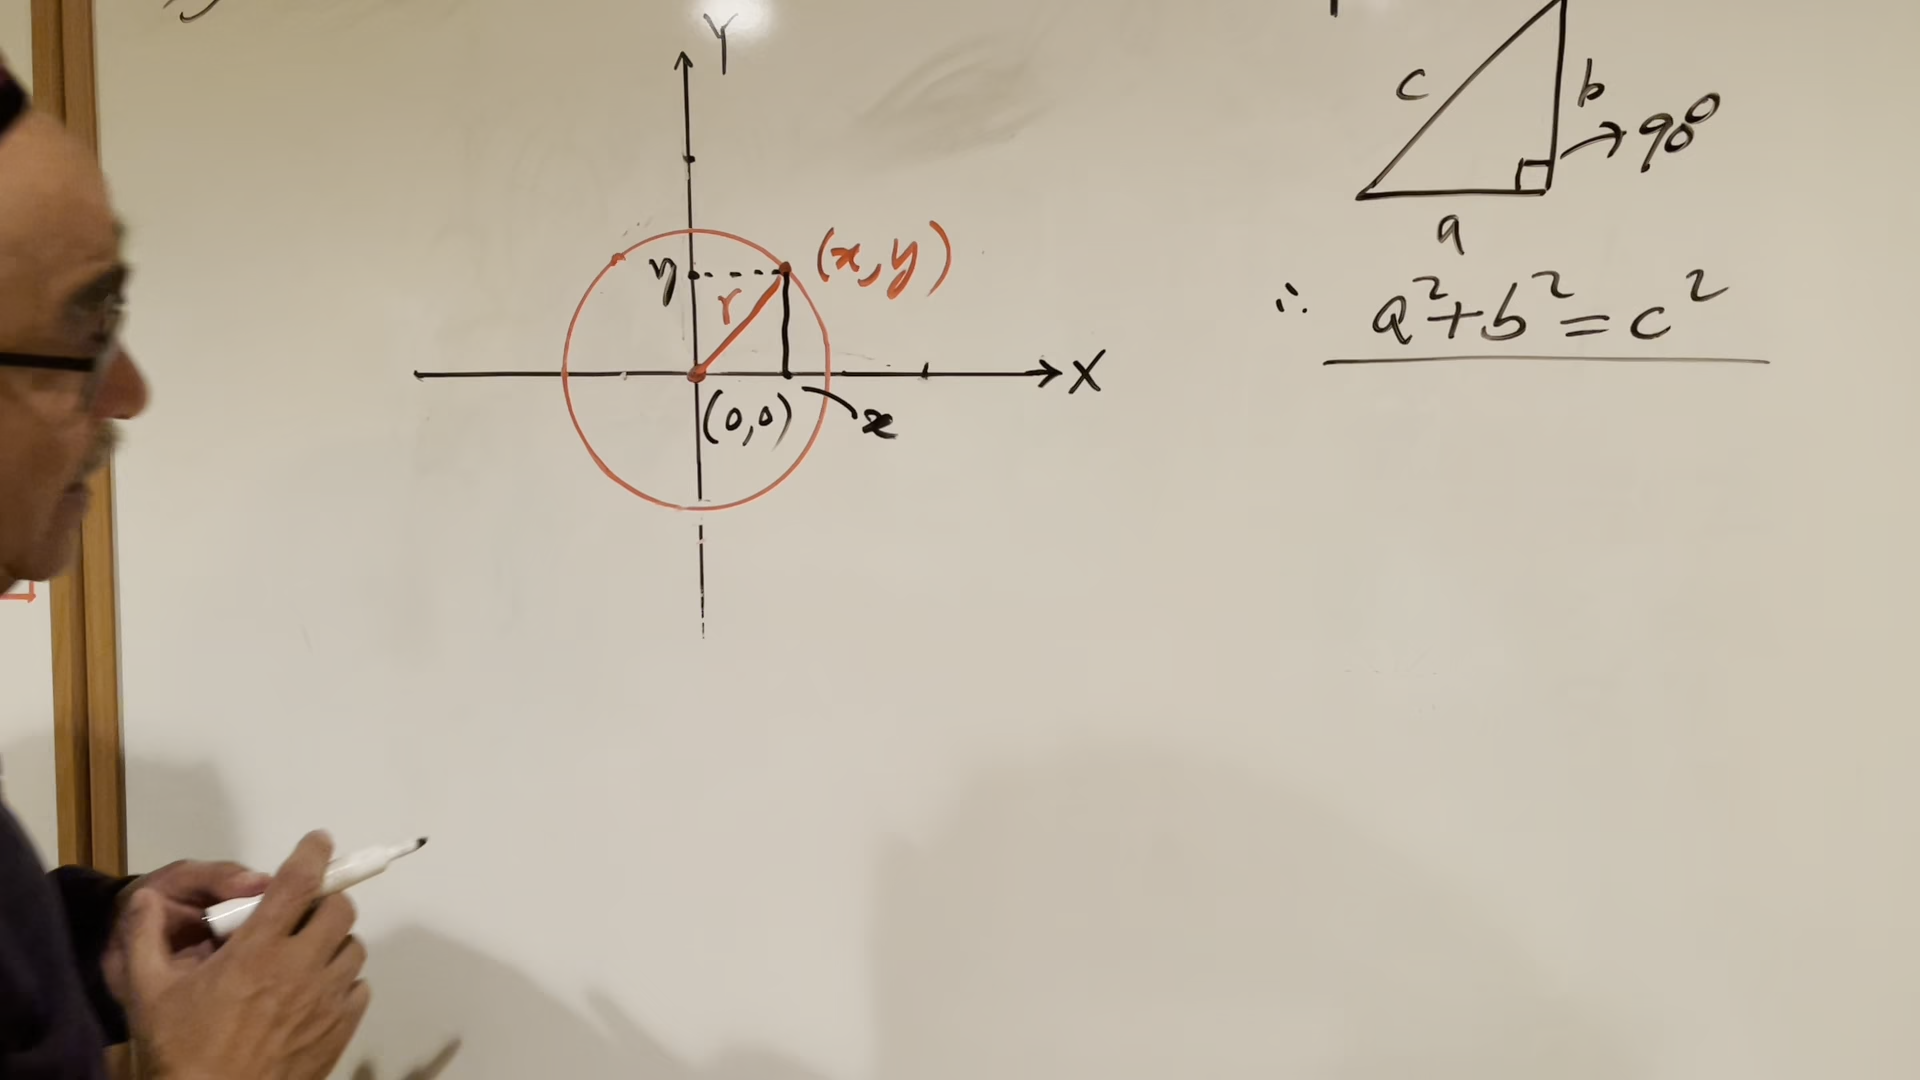 Y
y
r
(x,y)
X
(0,0)
x
c
b
90°
a
∴ a²+b²=c²